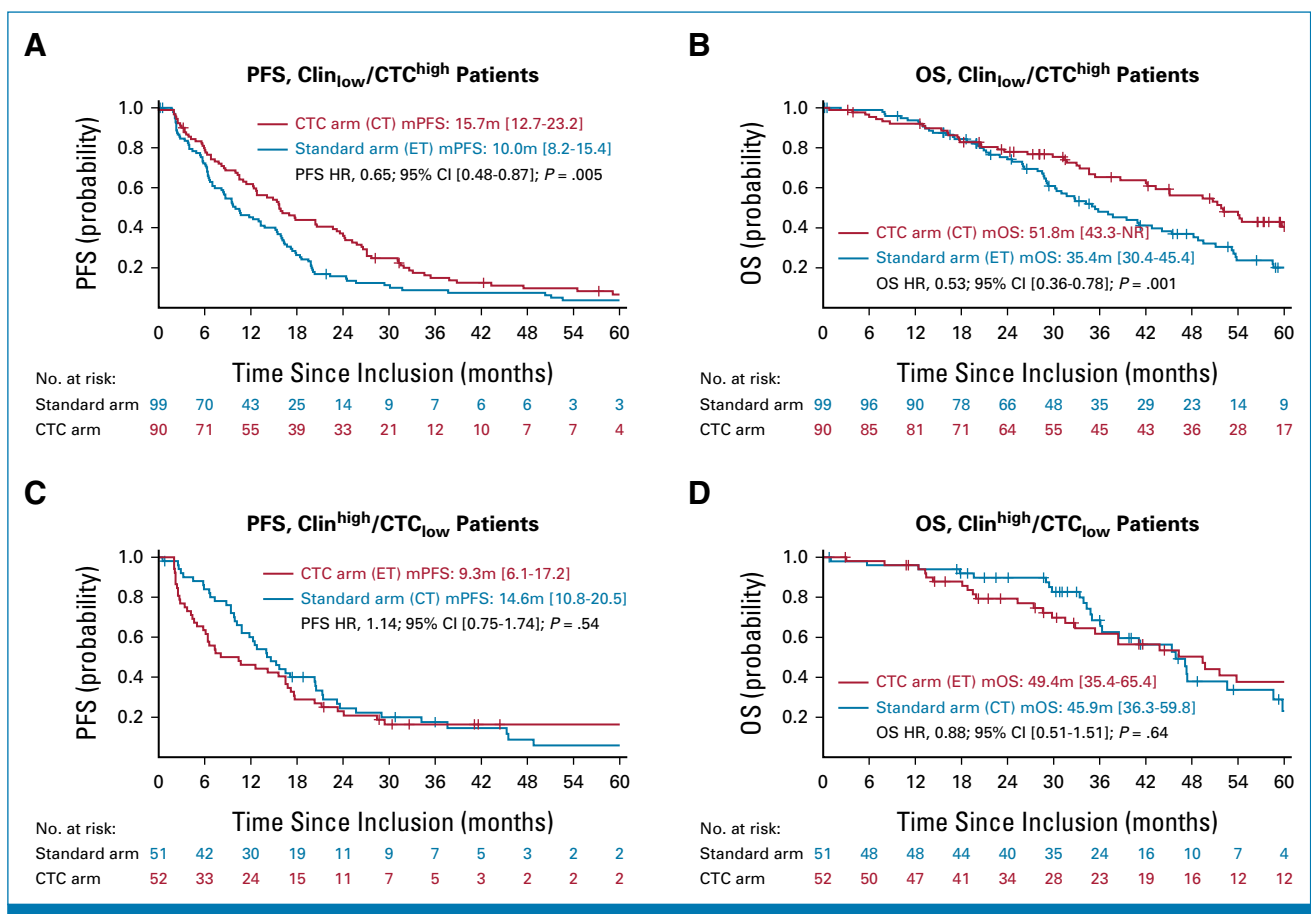 A
PFS, Clinlow/CTChigh Patients
CTC arm (CT) mPFS: 15.7m [12.7-23.2]
Standard arm (ET) mPFS: 10.0m [8.2-15.4]
PFS HR, 0.65; 95% CI [0.48-0.87]; P = .005
PFS (probability)
1.0
0.8
0.6
0.4
0.2
0 6 12 18 24 30 36 42 48 54 60
Time Since Inclusion (months)
No. at risk:
Standard arm 99 70 43 25 14 9 7 6 6 3 3
CTC arm 90 71 55 39 33 21 12 10 7 7 4
B
OS, Clinlow/CTChigh Patients
OS (probability)
1.0
0.8
0.6
0.4
0.2
CTC arm (CT) mOS: 51.8m [43.3-NR]
Standard arm (ET) mOS: 35.4m [30.4-45.4]
OS HR, 0.53; 95% CI [0.36-0.78]; P = .001
0 6 12 18 24 30 36 42 48 54 60
Time Since Inclusion (months)
No. at risk:
Standard arm 99 96 90 78 66 48 35 29 23 14 9
CTC arm 90 85 81 71 64 55 45 43 36 28 17
C
PFS, Clinhigh/CTClow Patients
CTC arm (ET) mPFS: 9.3m [6.1-17.2]
Standard arm (CT) mPFS: 14.6m [10.8-20.5]
PFS HR, 1.14; 95% CI [0.75-1.74]; P = .54
PFS (probability)
1.0
0.8
0.6
0.4
0.2
0 6 12 18 24 30 36 42 48 54 60
Time Since Inclusion (months)
No. at risk:
Standard arm 51 42 30 19 11 9 7 5 3 2 2
CTC arm 52 33 24 15 11 7 5 3 2 2 2
D
OS, Clinhigh/CTClow Patients
OS (probability)
1.0
0.8
0.6
0.4
0.2
CTC arm (ET) mOS: 49.4m [35.4-65.4]
Standard arm (CT) mOS: 45.9m [36.3-59.8]
OS HR, 0.88; 95% CI [0.51-1.51]; P = .64
0 6 12 18 24 30 36 42 48 54 60
Time Since Inclusion (months)
No. at risk:
Standard arm 51 48 48 44 40 35 24 16 10 7 4
CTC arm 52 50 47 41 34 28 23 19 16 12 12